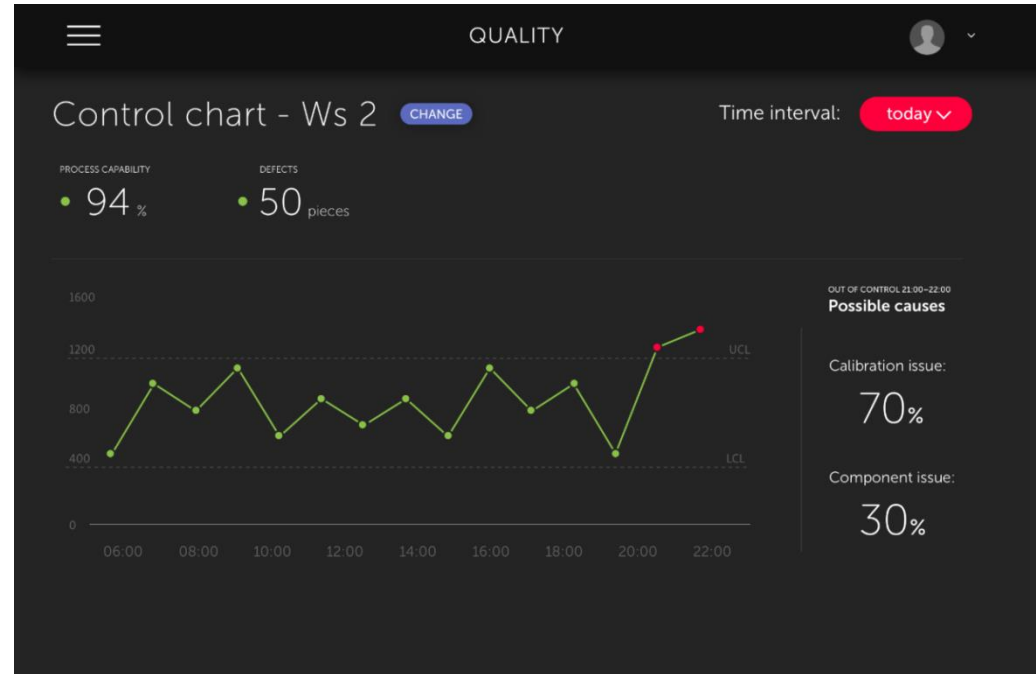 QUALITY
Control chart - Ws 2 CHANGE
Time interval: today
PROCESS CAPABILITY
94 %
DEFECTS
50 pieces
1600
1200
UCL
800
400
LCL
0
06:00 08:00 10:00 12:00 14:00 16:00 18:00 20:00 22:00
OUT OF CONTROL 21:00–22:00
Possible causes
Calibration issue:
70%
Component issue:
30%